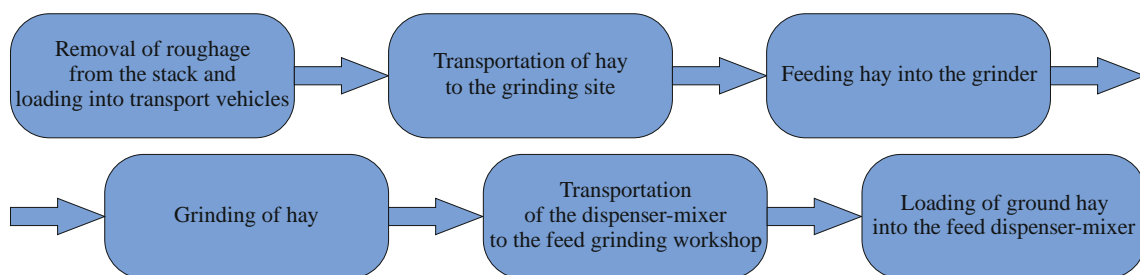 Removal of roughage
from the stack and
loading into transport vehicles
Transportation of hay
to the grinding site
Feeding hay into the grinder
Grinding of hay
Transportation
of the dispenser-mixer
to the feed grinding workshop
Loading of ground hay
into the feed dispenser-mixer